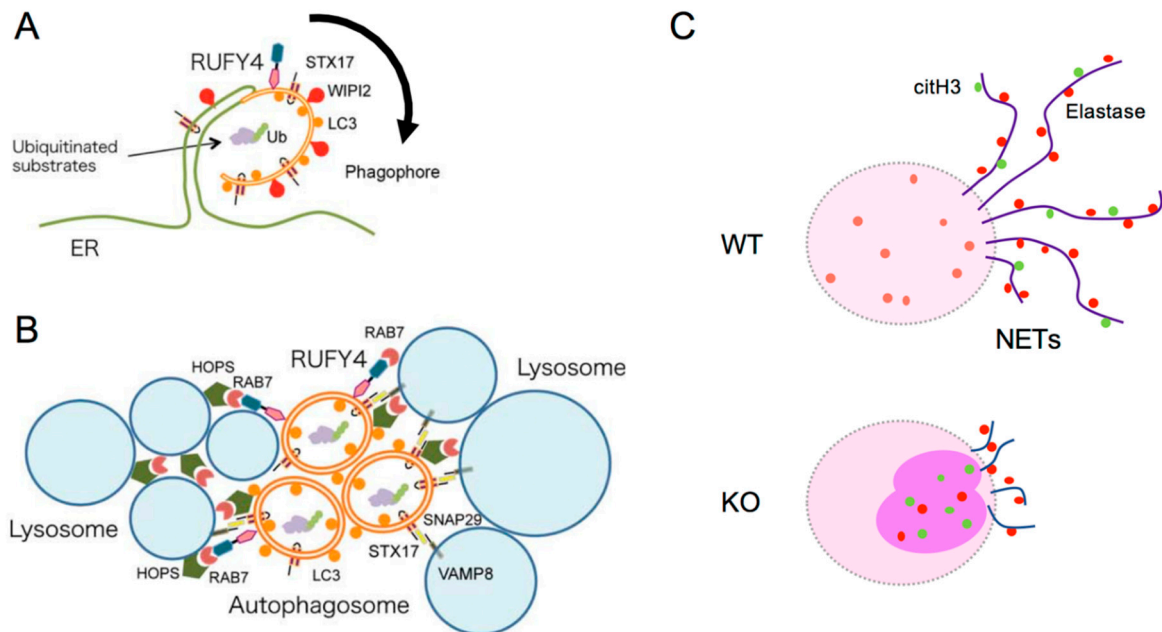 A
RUFY4
STX17
WIPI2
LC3
Ub
Ubiquitinated
substrates
Phagophore
ER
B
RAB7
RUFY4
HOPS
RAB7
Lysosome
Lysosome
SNAP29
STX17
HOPS
RAB7
LC3
VAMP8
Autophagosome
C
citH3
Elastase
WT
NETs
KO